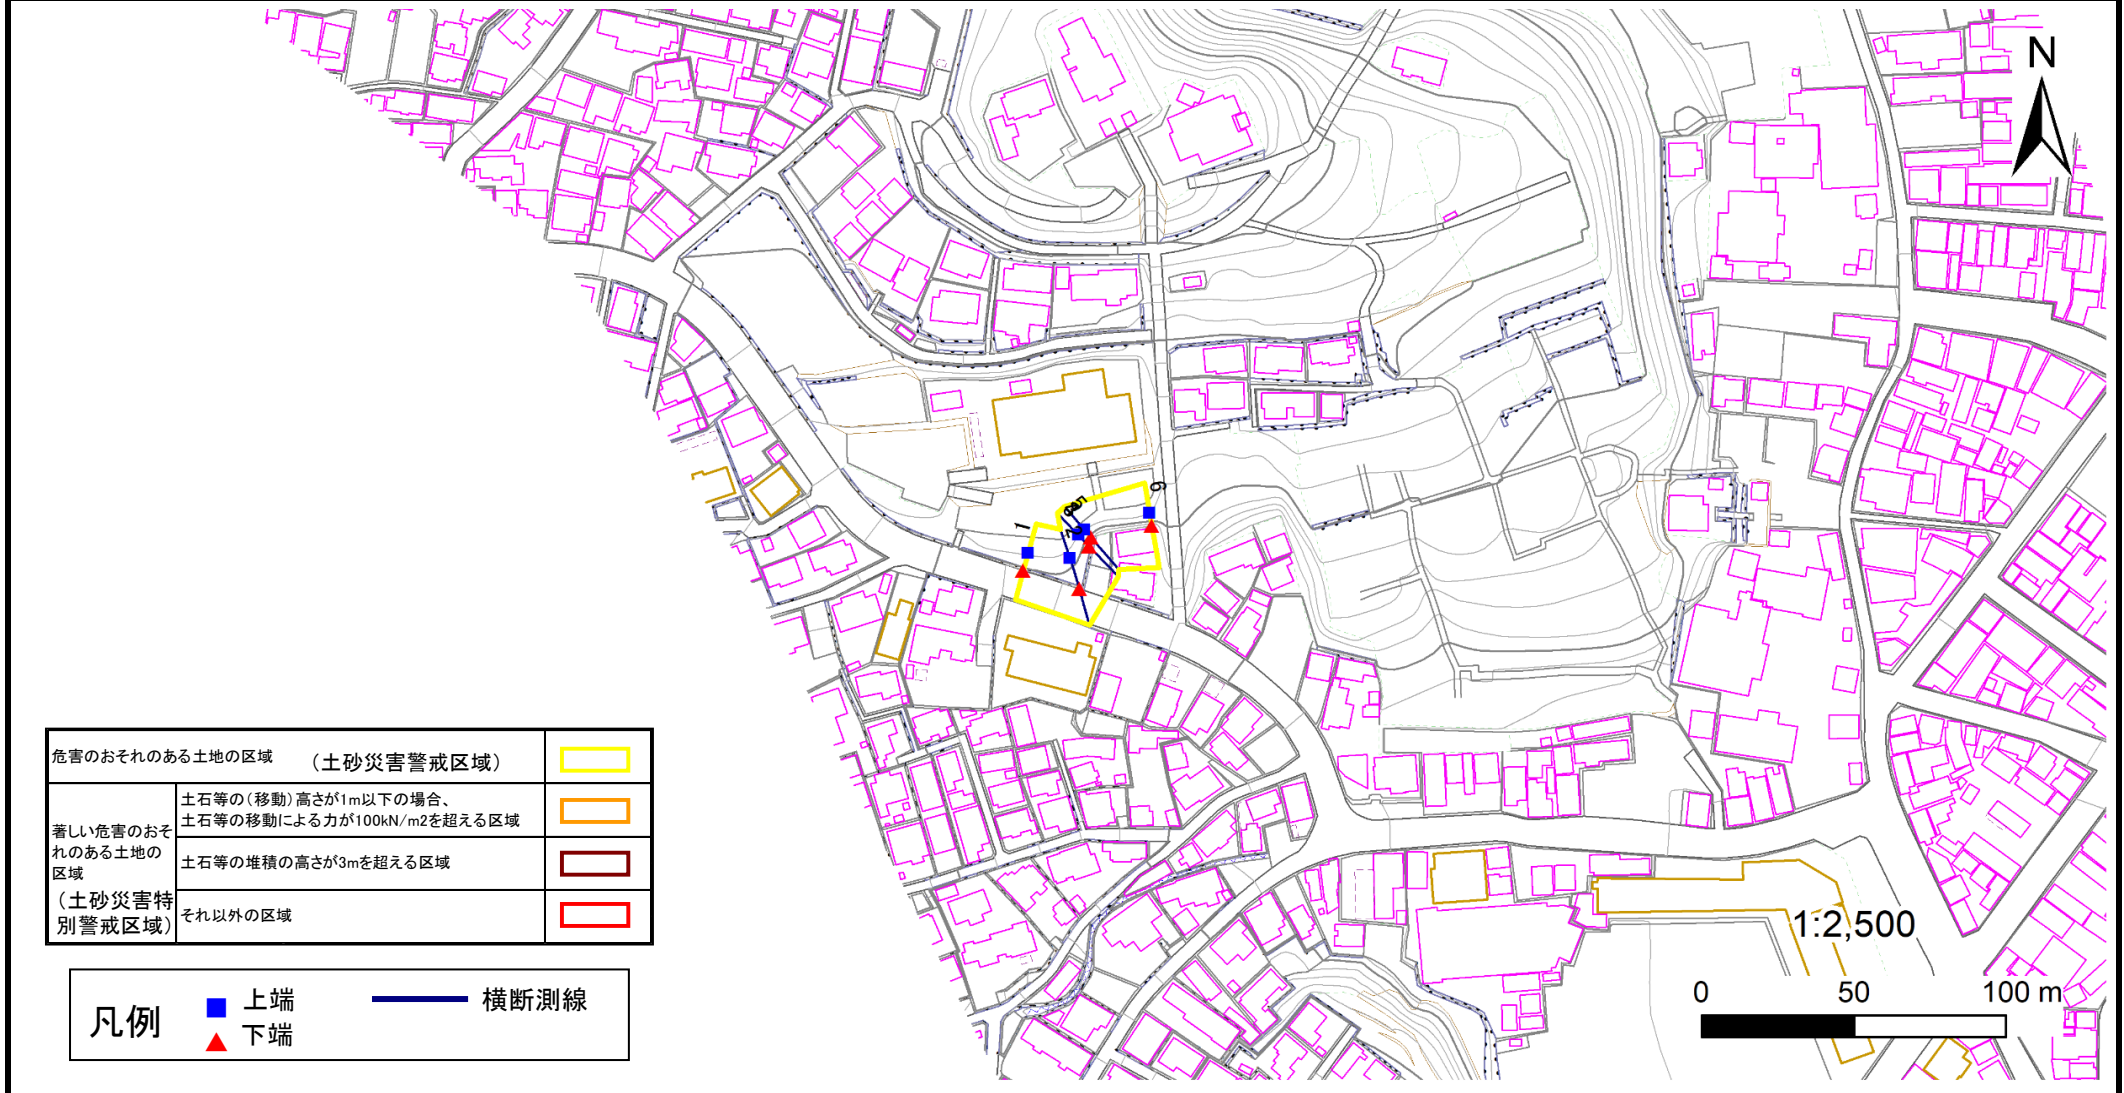 N
1
6
危害のおそれのある土地の区域 (土砂災害警戒区域)
著しい危害のおそ
れのある土地の
区域
(土砂災害特
別警戒区域)
土石等の(移動)高さが1m以下の場合、
土石等の移動による力が100kN/m2を超える区域
土石等の堆積の高さが3mを超える区域
それ以外の区域
凡例
上端
下端
横断測線
1:2,500
0 50 100 m